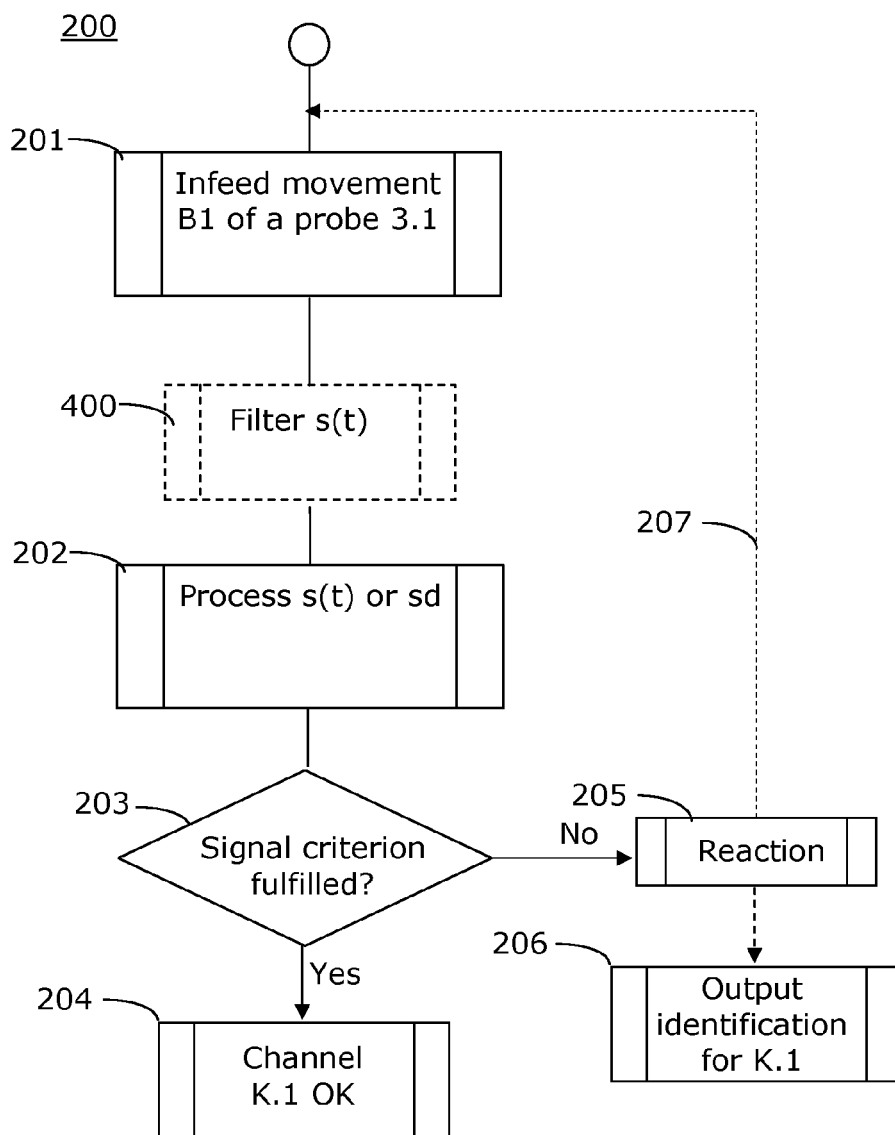 200
201
Infeed movement
B1 of a probe 3.1
400
Filter s(t)
202
Process s(t) or sd
207
203
Signal criterion
fulfilled?
No
205
Reaction
Yes
206
Output
identification
for K.1
204
Channel
K.1 OK